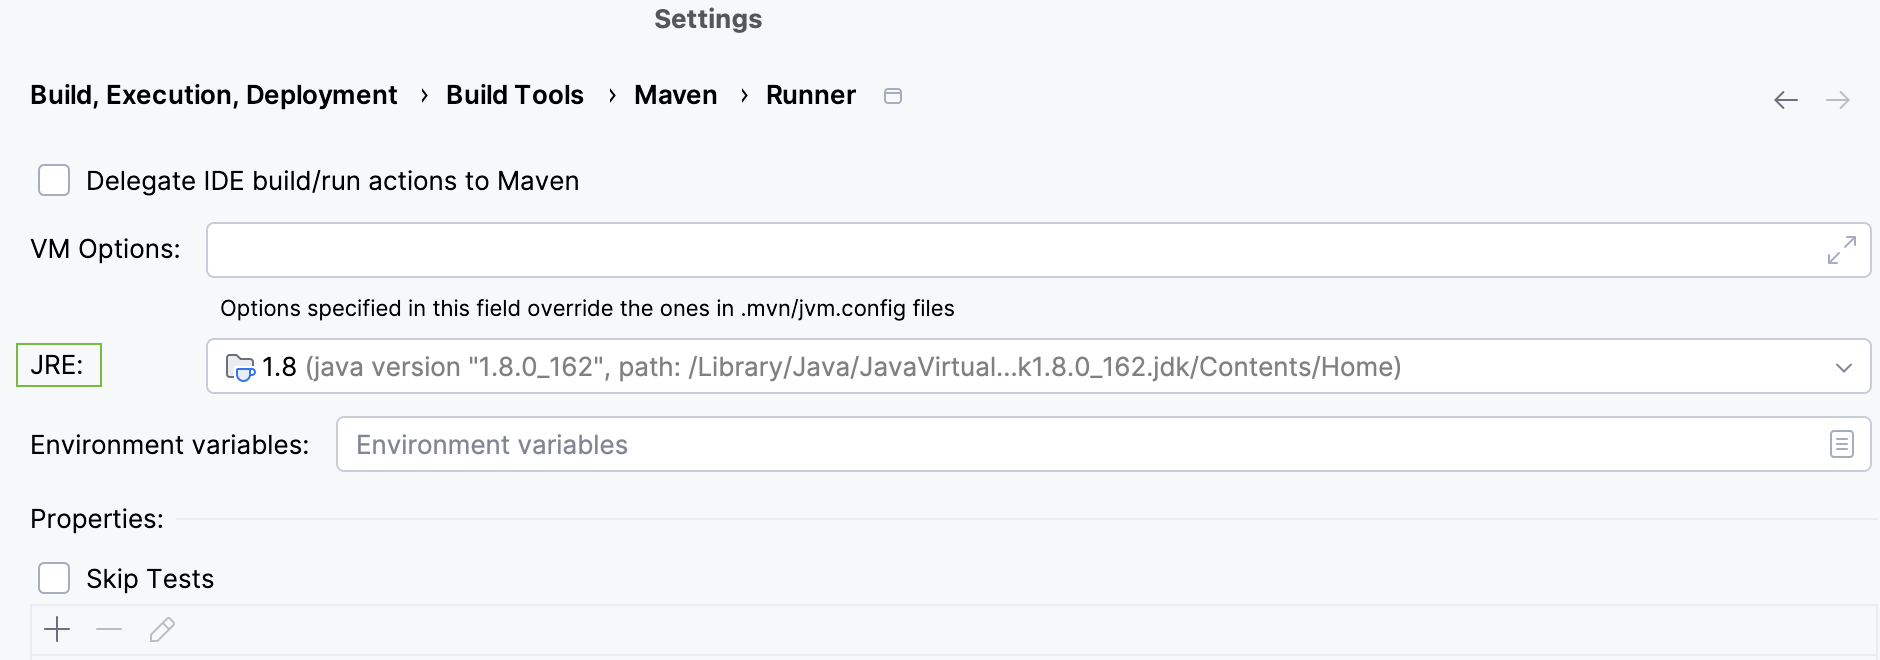 Settings
Build, Execution, Deployment › Build Tools › Maven › Runner
Delegate IDE build/run actions to Maven
VM Options:
Options specified in this field override the ones in .mvn/jvm.config files
JRE: 1.8 (java version "1.8.0_162", path: /Library/Java/JavaVirtual...k1.8.0_162.jdk/Contents/Home)
Environment variables: Environment variables
Properties:
Skip Tests